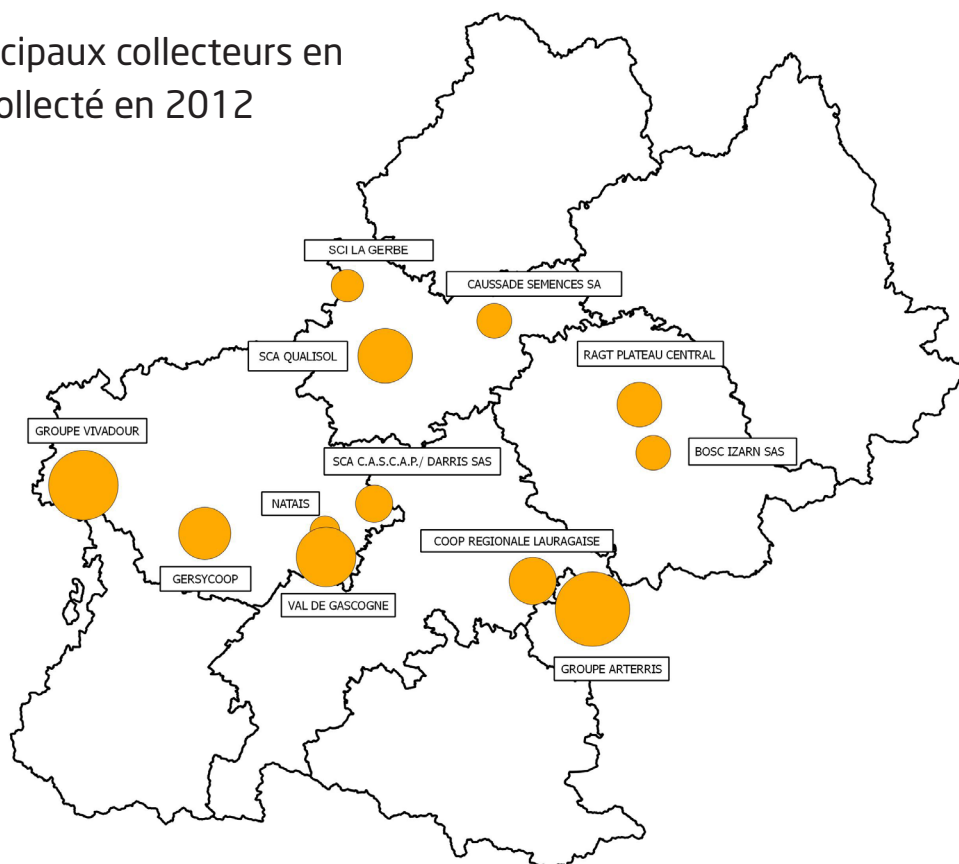 cipaux collecteurs en
ollecté en 2012
SCI LA GERBE
CAUSSADE SEMENCES SA
SCA QUALISOL
RAGT PLATEAU CENTRAL
GROUPE VIVADOUR
BOSC IZARN SAS
SCA C.A.S.C.A.P./ DARRIS SAS
NATAIS
COOP REGIONALE LAURAGAISE
GERSYCOOP
VAL DE GASCOGNE
GROUPE ARTERRIS